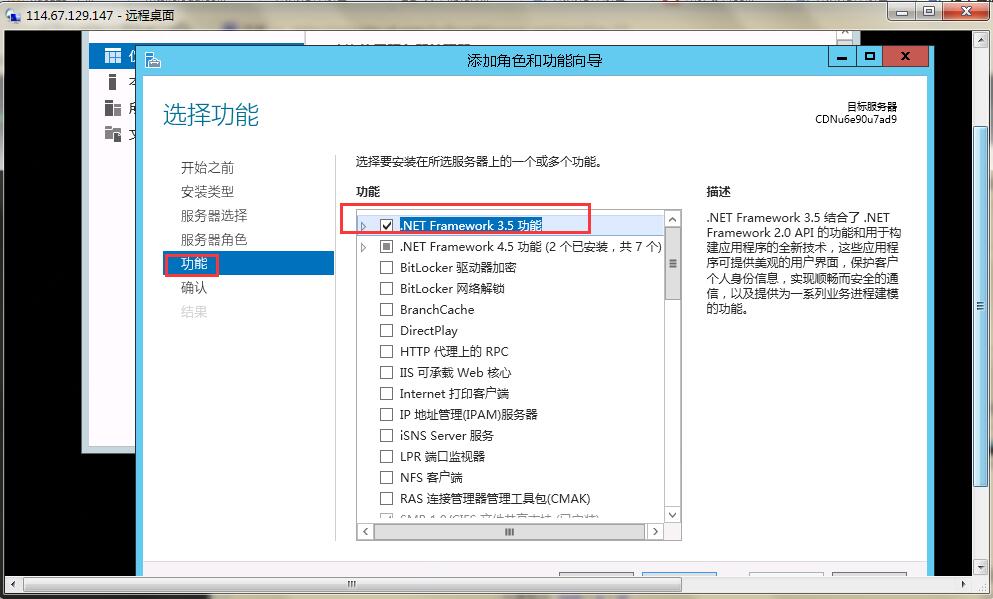 114.67.129.147 - 远程桌面
添加角色和功能向导
选择功能
目标服务器
CDNu6e90u7ad9
开始之前
安装类型
服务器选择
服务器角色
功能
确认
结果
选择要安装在所选服务器上的一个或多个功能。
功能
.NET Framework 3.5 功能
.NET Framework 4.5 功能 (2 个已安装，共 7 个)
BitLocker 驱动器加密
BitLocker 网络解锁
BranchCache
DirectPlay
HTTP 代理上的 RPC
IIS 可承载 Web 核心
Internet 打印客户端
IP 地址管理(IPAM)服务器
iSNS Server 服务
LPR 端口监视器
NFS 客户端
RAS 连接管理器管理工具包(CMAK)
描述
.NET Framework 3.5 结合了 .NET
Framework 2.0 API 的功能和用于构
建应用程序的全新技术，这些应用程
序可提供美观的用户界面，保护客户
个人身份信息，实现顺畅而安全的通
信，以及提供为一系列业务进程建模
的功能。